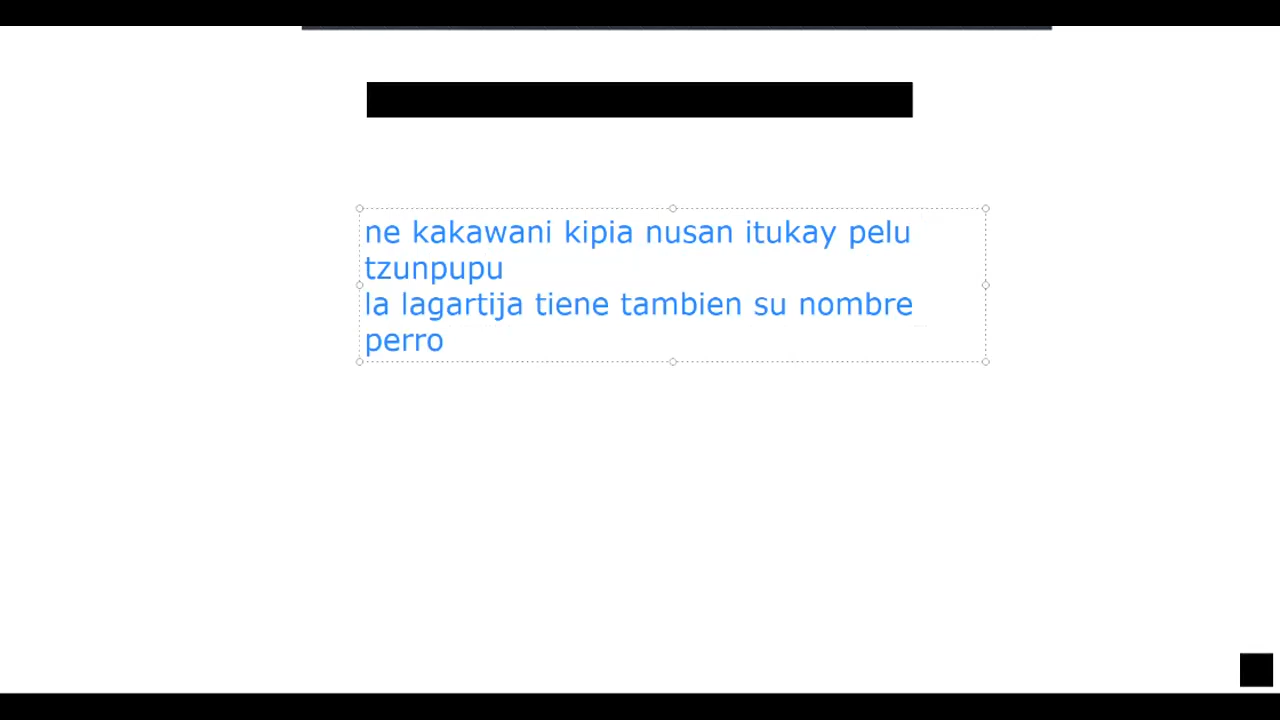 ne kakawani kipia nusan itukay pelu
tzunpupu
la lagartija tiene tambien su nombre
perro